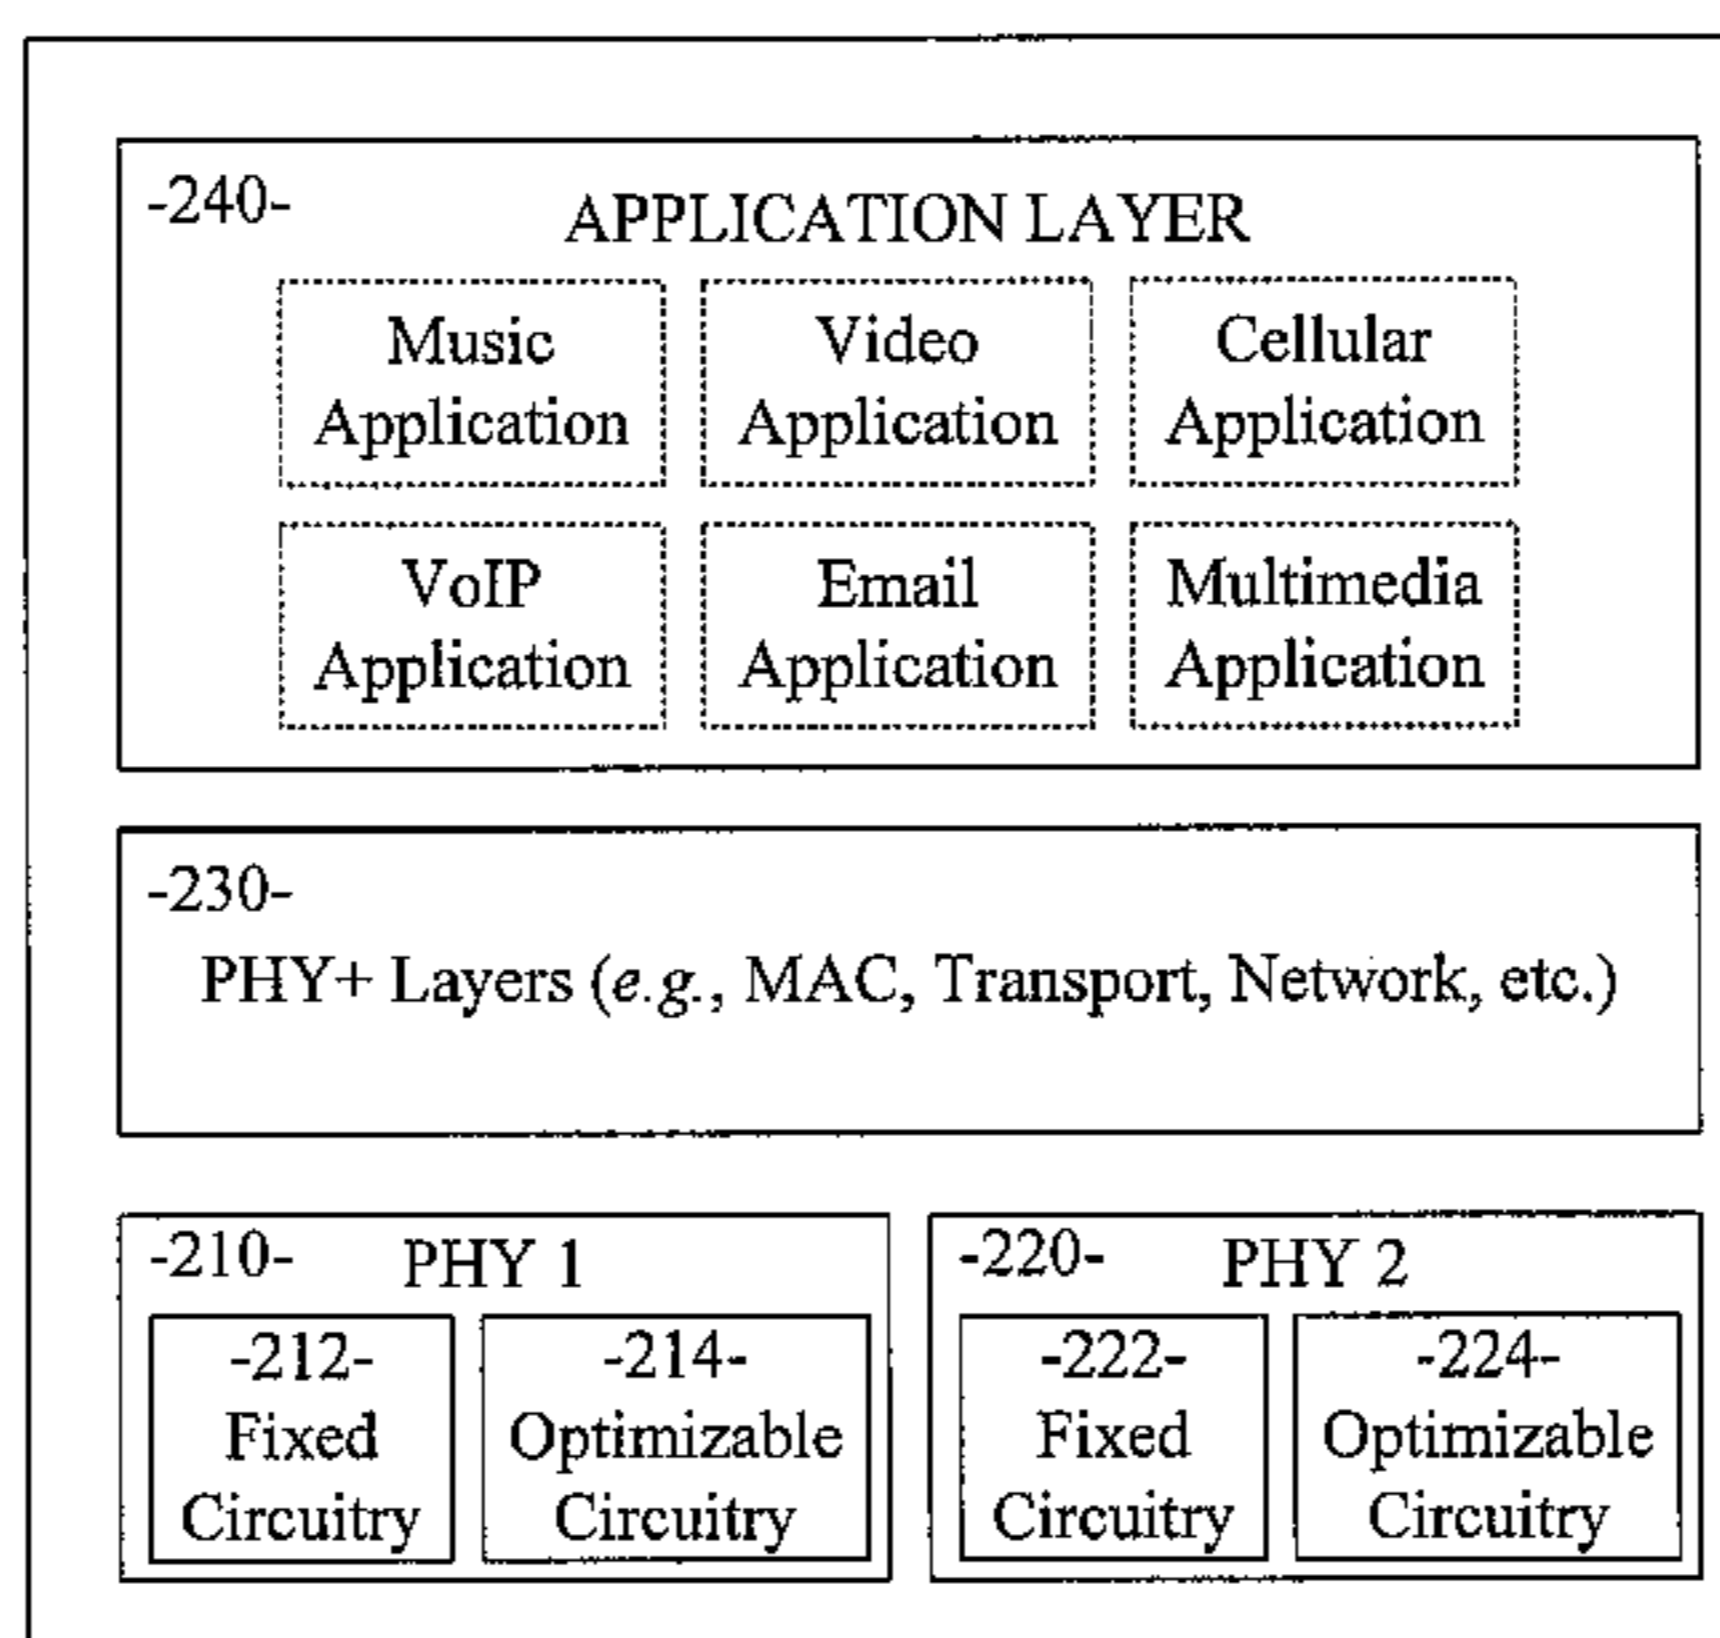 -240-
APPLICATION LAYER
Music
Application
Video
Application
Cellular
Application
VoIP
Application
Email
Application
Multimedia
Application
-230-
PHY+ Layers (e.g., MAC, Transport, Network, etc.)
-210- PHY 1
-212-
Fixed
Circuitry
-214-
Optimizable
Circuitry
-220- PHY 2
-222-
Fixed
Circuitry
-224-
Optimizable
Circuitry